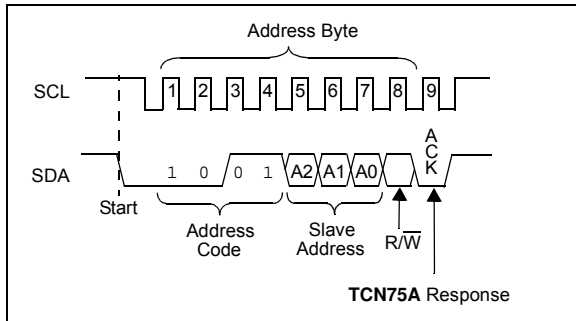 Address Byte
SCL 1 2 3 4 5 6 7 8 9
SDA 1 0 0 1 A2 A1 A0 ACK
Start
Address Code
Slave Address
R/W̅
TCN75A Response